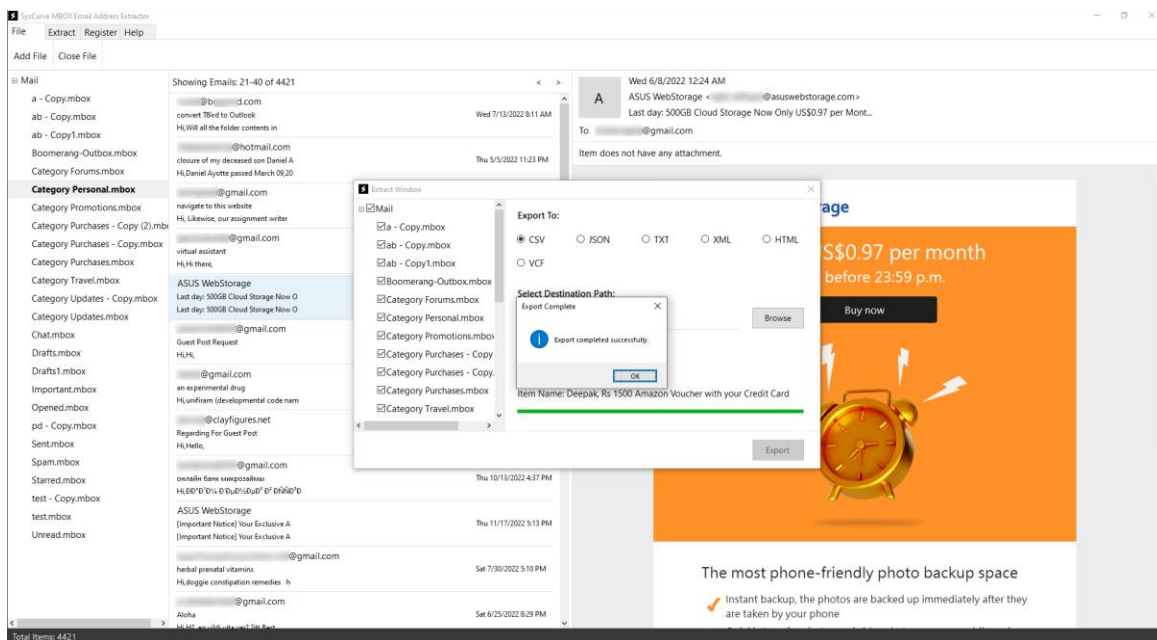 SysCurve MBOX Email Address Extractor
File Extract Register Help
Add File Close File
Mail
a - Copy.mbox
ab - Copy.mbox
ab - Copy1.mbox
Boomerang-Outbox.mbox
Category Forums.mbox
Category Personal.mbox
Category Promotions.mbox
Category Purchases - Copy (2).mb
Category Purchases - Copy.mbox
Category Purchases.mbox
Category Travel.mbox
Category Updates - Copy.mbox
Category Updates.mbox
Chat.mbox
Drafts.mbox
Drafts1.mbox
Important.mbox
Opened.mbox
pd - Copy.mbox
Sent.mbox
Spam.mbox
Starred.mbox
test - Copy.mbox
test.mbox
Unread.mbox
Total Items: 4421
Showing Emails: 21-40 of 4421 < >
.com
convert TBird to Outlook Wed 7/13/2022 8:11 AM
Hi,Will all the folder contents in
@hotmail.com
closure of my deceased son Daniel A Thu 5/5/2022 11:23 PM
Hi,Daniel Ayotte passed March 09,20
@gmail.com
navigate to this website
Hi, Likewise, our assignment writer
@gmail.com
virtual assistant
Hi,Hi there,
ASUS WebStorage
Last day: 500GB Cloud Storage Now O
Last day: 500GB Cloud Storage Now O
@gmail.com
Guest Post Request
Hi,Hi,
@gmail.com
an experimental drug
Hi,unifiram (developmental code nam
@clayfigures.net
Regarding For Guest Post
Hi,Hello,
@gmail.com
онлайн банк микрозаймы Thu 10/13/2022 4:37 PM
ASUS WebStorage
[Important Notice] Your Exclusive A Thu 11/17/2022 5:13 PM
[Important Notice] Your Exclusive A
@gmail.com
herbal prenatal vitamins Sat 7/30/2022 5:10 PM
Hi,doggie constipation remedies h
@gmail.com
Aloha Sat 6/25/2022 8:29 PM
A
Wed 6/8/2022 12:24 AM
ASUS WebStorage < @asuswebstorage.com>
Last day: 500GB Cloud Storage Now Only US$0.97 per Mont...
To @gmail.com
Item does not have any attachment.
rage
S$0.97 per month
before 23:59 p.m.
Buy now
The most phone-friendly photo backup space
Instant backup, the photos are backed up immediately after they
are taken by your phone
Extract Window
Mail
a - Copy.mbox
ab - Copy.mbox
ab - Copy1.mbox
Boomerang-Outbox.mbox
Category Forums.mbox
Category Personal.mbox
Category Promotions.mbo
Category Purchases - Copy
Category Purchases - Copy.
Category Purchases.mbox
Category Travel.mbox
Export To:
CSV JSON TXT XML HTML
VCF
Select Destination Path:
Browse
Item Name: Deepak, Rs 1500 Amazon Voucher with your Credit Card
Export
Export Complete
Export completed successfully.
OK